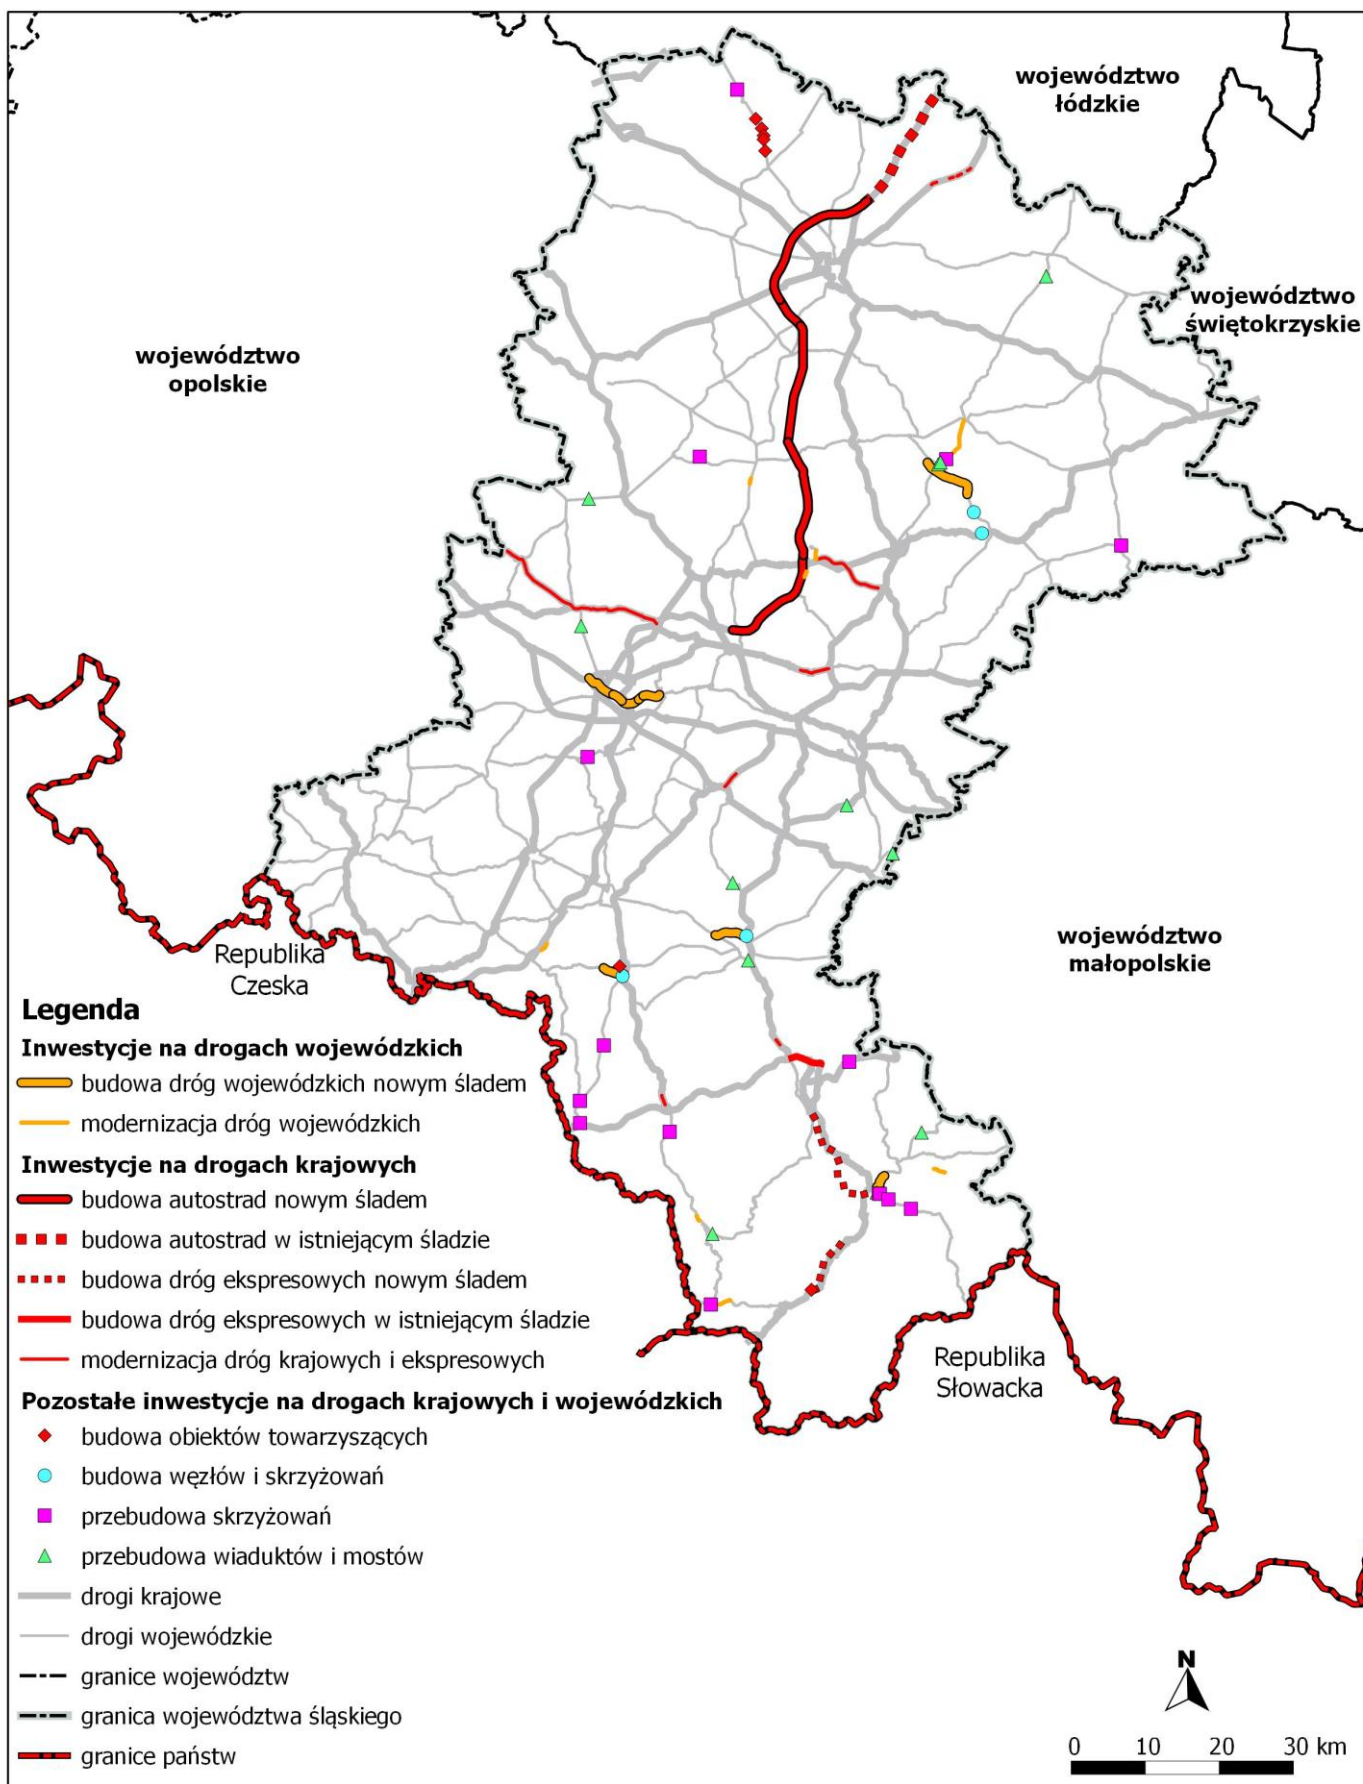 województwo
łódzkie
województwo
świętokrzyskie
województwo
opolskie
województwo
małopolskie
Republika
Czeska
Republika
Słowacka
Legenda
Inwestycje na drogach wojewódzkich
budowa dróg wojewódzkich nowym śladem
modernizacja dróg wojewódzkich
Inwestycje na drogach krajowych
budowa autostrad nowym śladem
budowa autostrad w istniejącym śladzie
budowa dróg ekspresowych nowym śladem
budowa dróg ekspresowych w istniejącym śladzie
modernizacja dróg krajowych i ekspresowych
Pozostałe inwestycje na drogach krajowych i wojewódzkich
budowa obiektów towarzyszących
budowa węzłów i skrzyżowań
przebudowa skrzyżowań
przebudowa wiaduktów i mostów
drogi krajowe
drogi wojewódzkie
granice województw
granica województwa śląskiego
granice państw
N
0 10 20 30 km